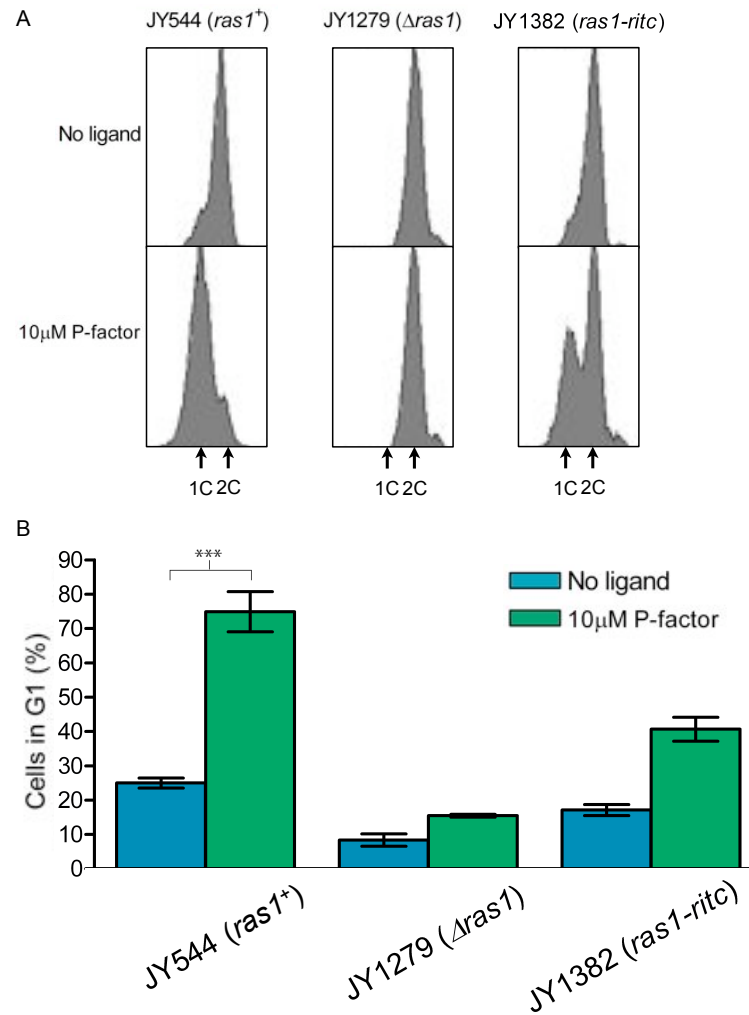 A
JY544 (ras1⁺) JY1279 (Δras1) JY1382 (ras1-ritc)
No ligand
10μM P-factor
1C 2C 1C 2C 1C 2C
B
***
No ligand
10μM P-factor
Cells in G1 (%)
90
80
70
60
50
40
30
20
10
0
JY544 (ras1⁺)
JY1279 (Δras1)
JY1382 (ras1-ritc)